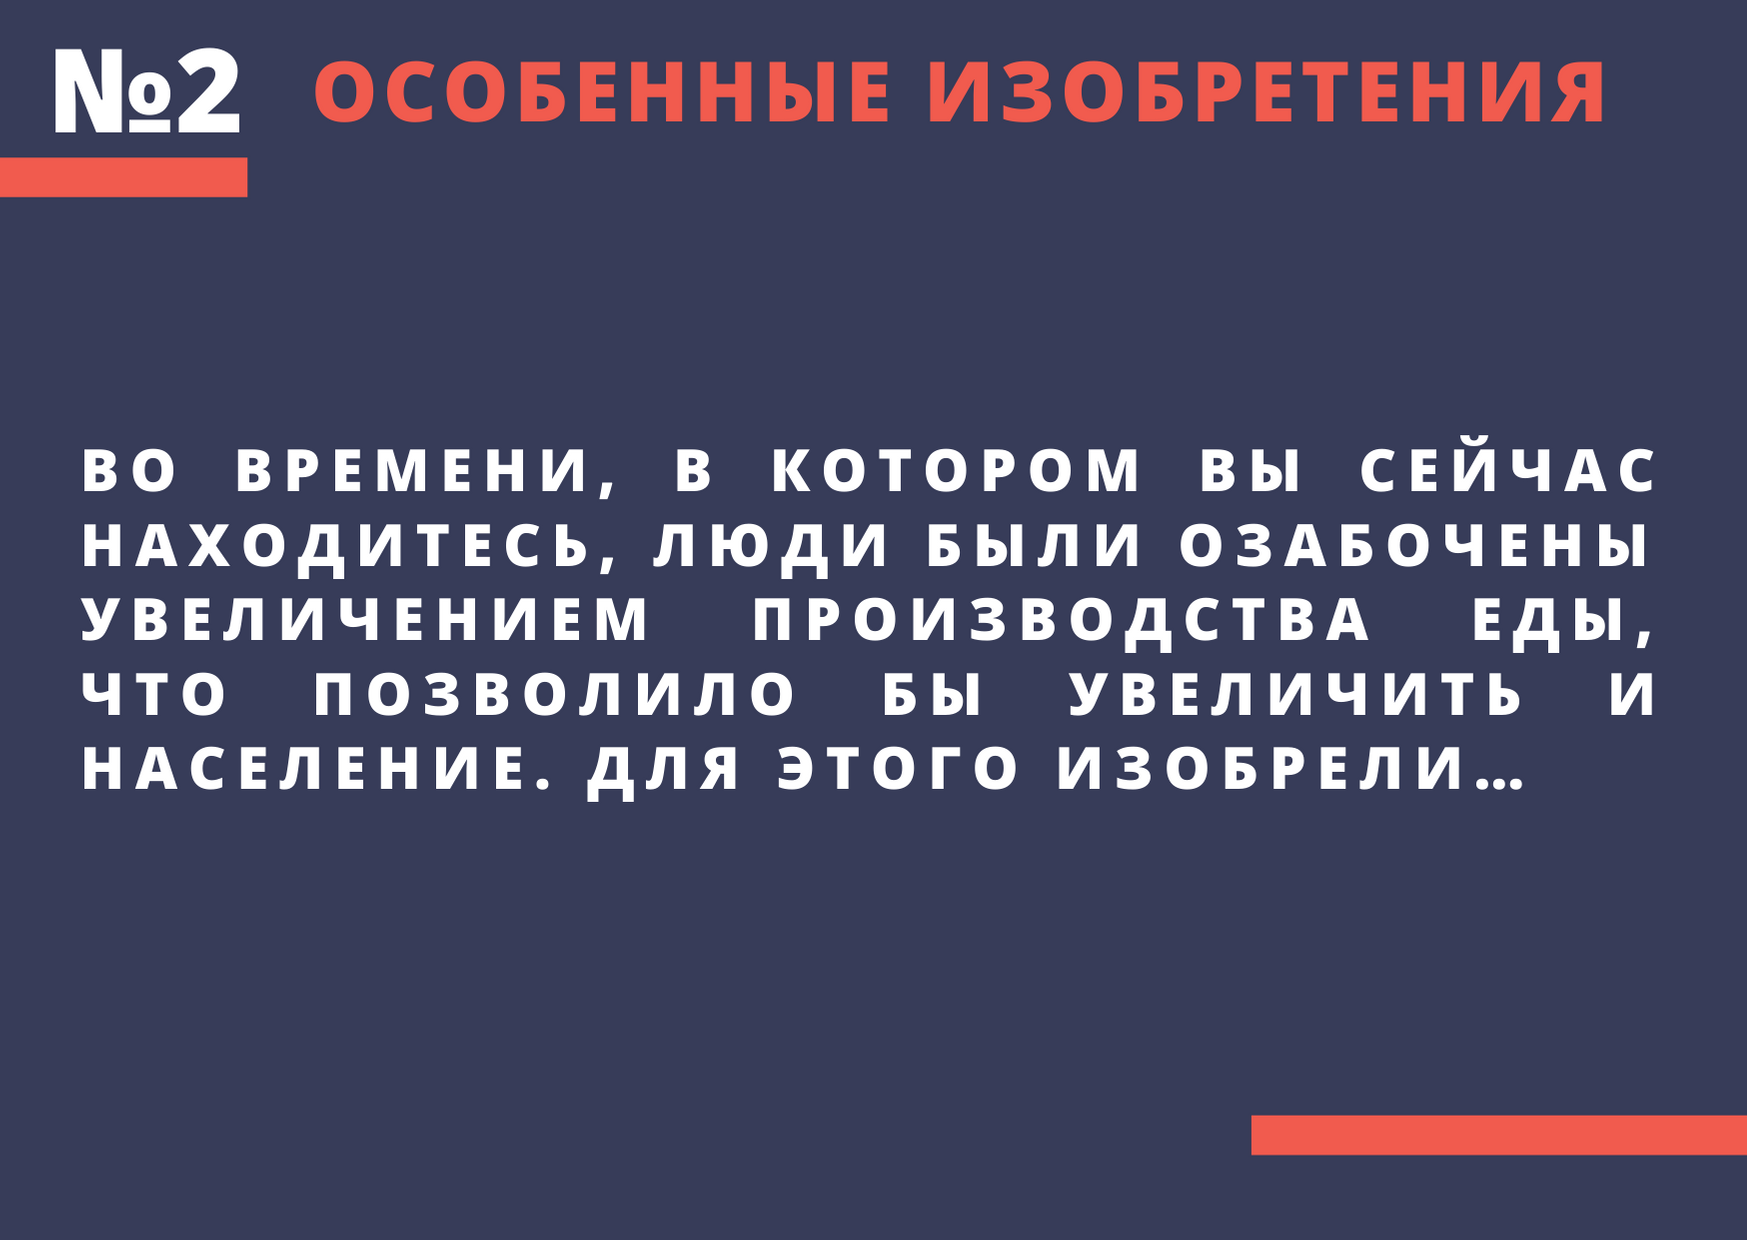 №2 ОСОБЕННЫЕ ИЗОБРЕТЕНИЯ
ВО ВРЕМЕНИ, В КОТОРОМ ВЫ СЕЙЧАС
НАХОДИТЕСЬ, ЛЮДИ БЫЛИ ОЗАБОЧЕНЫ
УВЕЛИЧЕНИЕМ ПРОИЗВОДСТВА ЕДЫ,
ЧТО ПОЗВОЛИЛО БЫ УВЕЛИЧИТЬ И
НАСЕЛЕНИЕ. ДЛЯ ЭТОГО ИЗОБРЕЛИ...